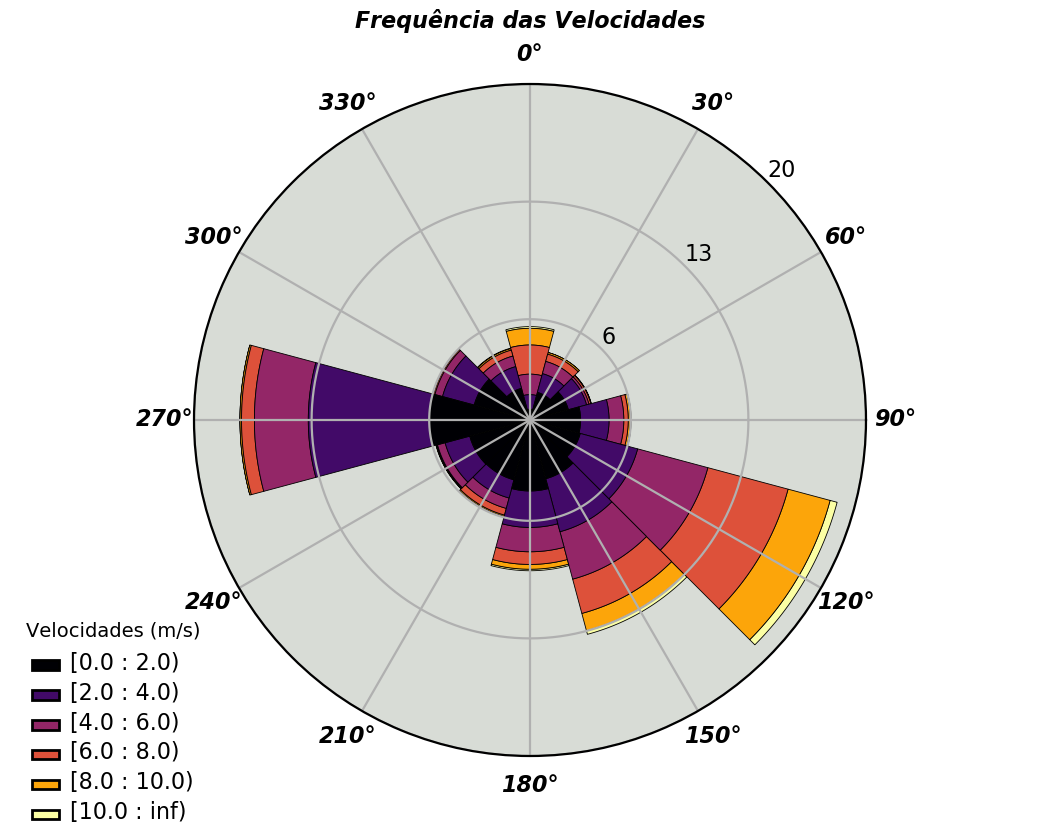 Frequência das Velocidades
0°
330°
30°
20
300°
60°
13
6
270°
90°
240°
120°
210°
150°
180°
Velocidades (m/s)
[0.0 : 2.0)
[2.0 : 4.0)
[4.0 : 6.0)
[6.0 : 8.0)
[8.0 : 10.0)
[10.0 : inf)